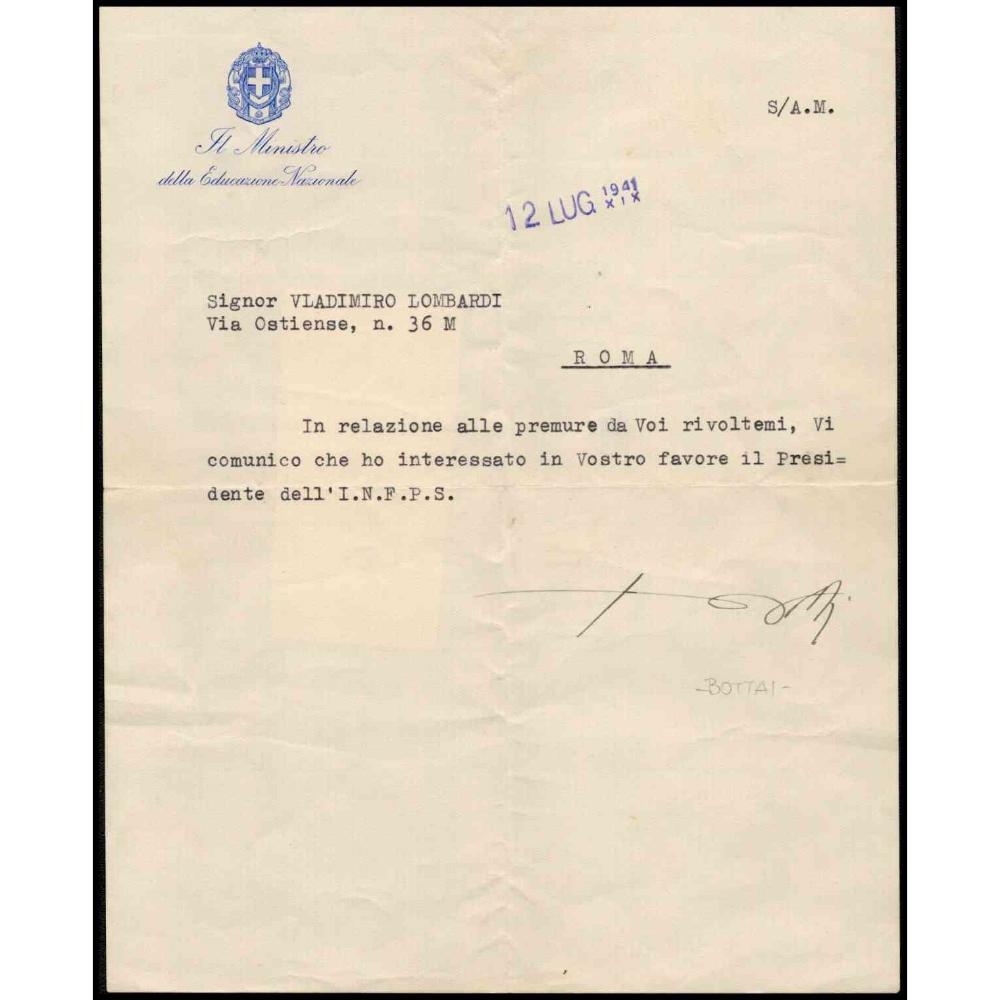 Il Ministro
della Educazione Nazionale
S/A.M.
12 LUG 1941
XIX
Signor VLADIMIRO LOMBARDI
Via Ostiense, n. 36 M
ROMA
In relazione alle premure da Voi rivoltemi, Vi
comunico che ho interessato in Vostro favore il Presi=
dente dell'I.N.F.P.S.
-BOTTAI-